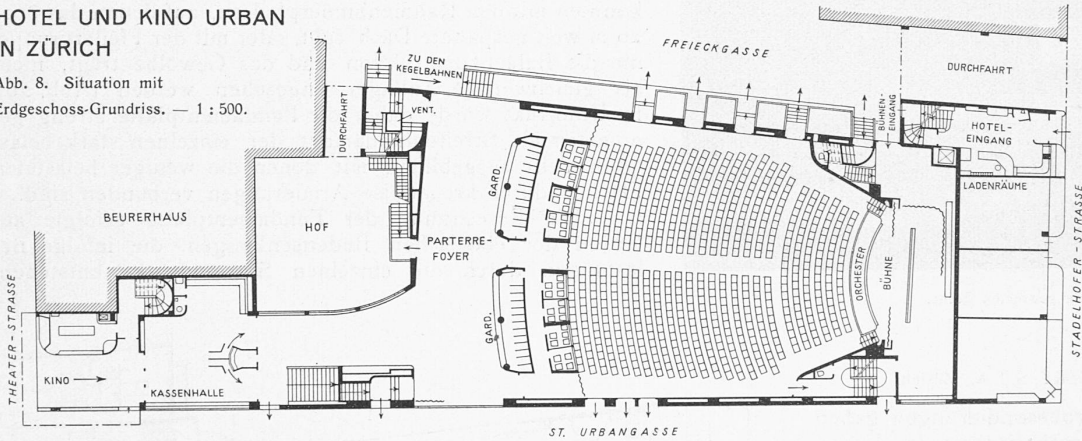 HOTEL UND KINO URBAN
IN ZÜRICH
Abb. 8. Situation mit
Erdgeschoss-Grundriss. — 1 : 500.
FREIECKGASSE
ZU DEN
KEGELBAHNEN
DURCHFAHRT
VENT.
BÜHNEN-
EINGANG
DURCHFAHRT
HOTEL-
EINGANG
LADENRÄUME
GARD.
BEURERHAUS
HOF
PARTERRE-
FOYER
ORCHESTER
BÜHNE
GARD.
THEATER-STRASSE
KINO
KASSENHALLE
STADELHOFER-STRASSE
ST. URBANGASSE